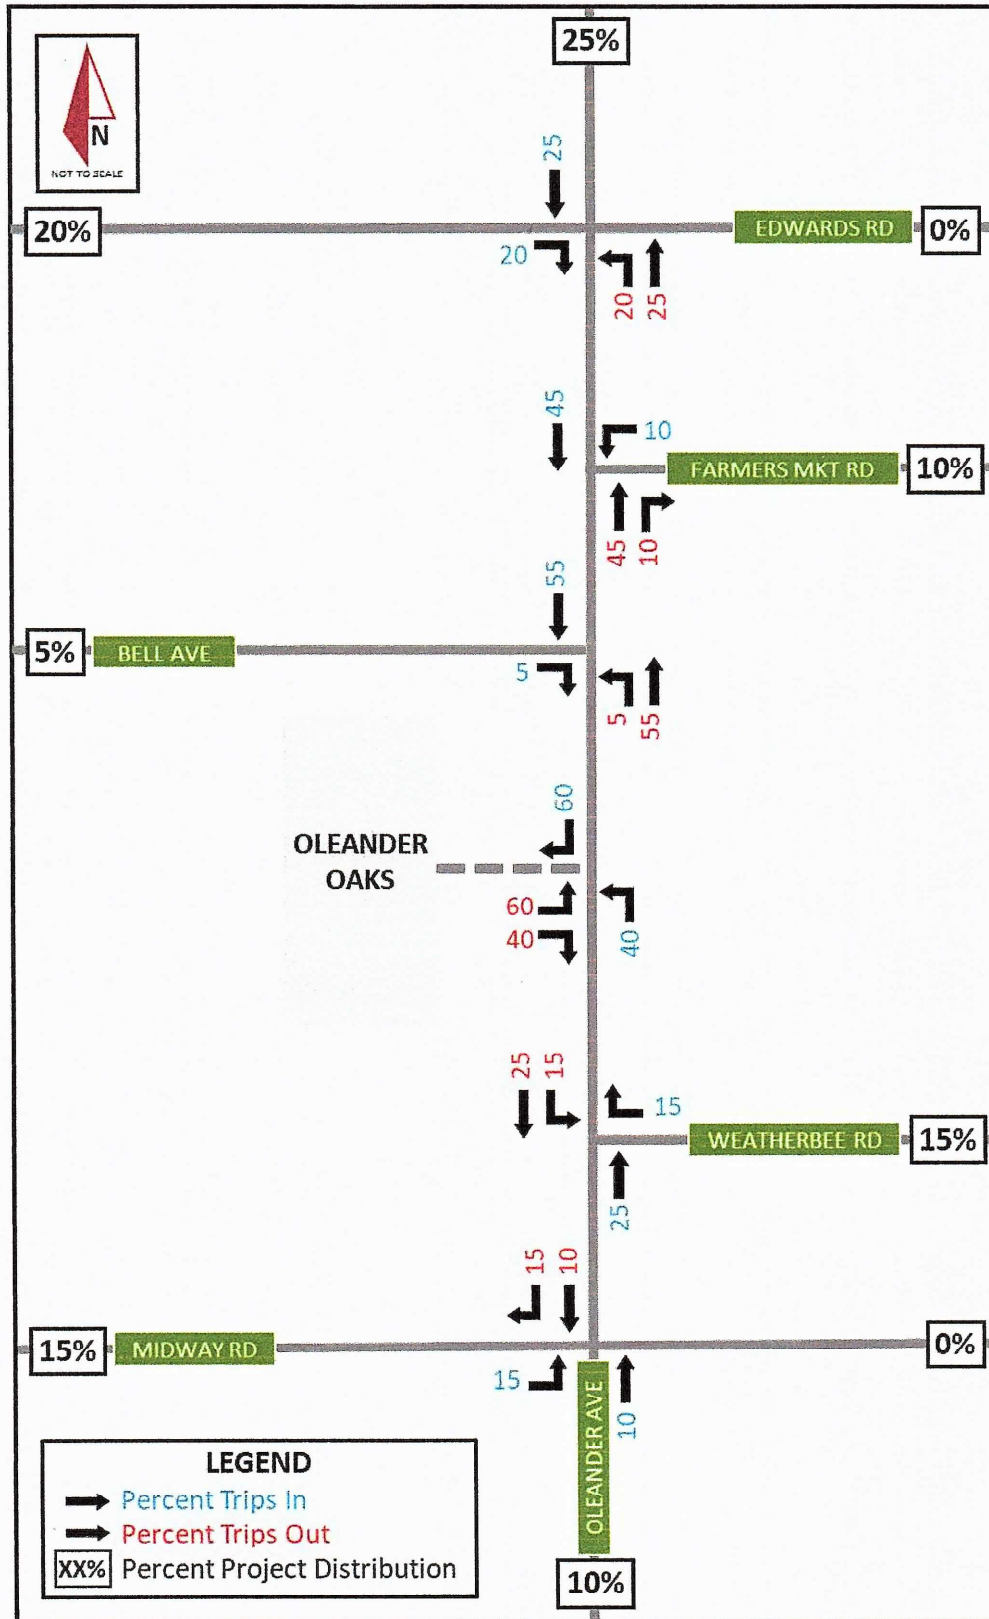 25%
N
NOT TO SCALE
25
20%
EDWARDS RD
0%
20
20
25
45
10
FARMERS MKT RD
10%
45
10
55
5%
BELL AVE
5
5
55
60
OLEANDER
OAKS
60
40
40
25
15
15
WEATHERBEE RD
15%
25
15
10
15%
MIDWAY RD
0%
15
10
OLEANDER AVE
LEGEND
Percent Trips In
Percent Trips Out
XX% Percent Project Distribution
10%